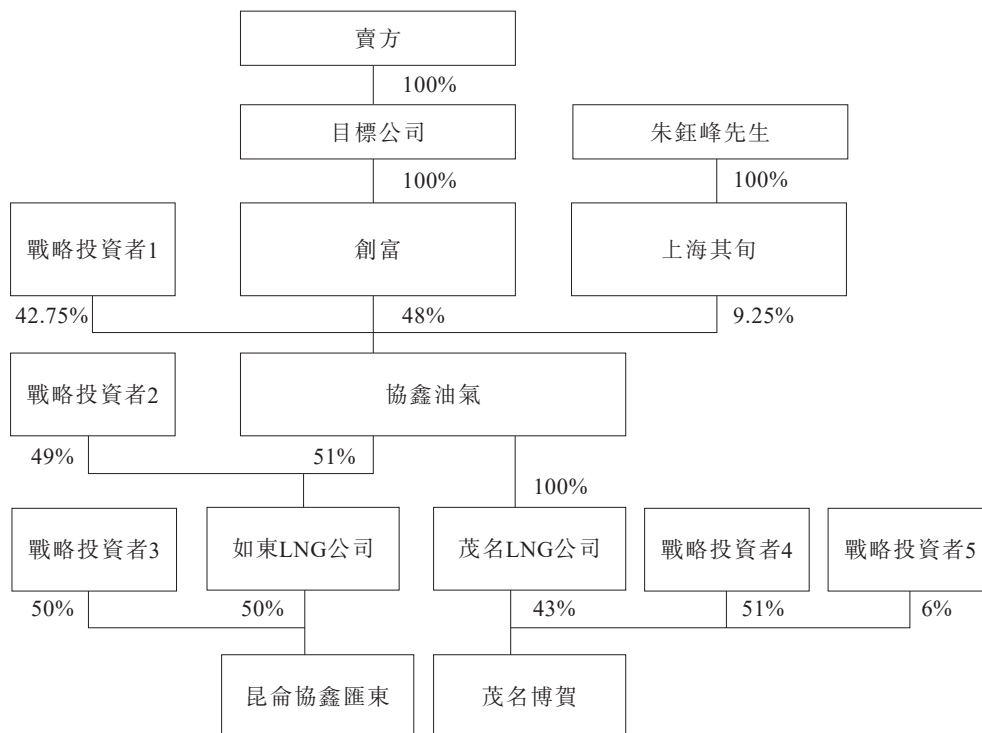 賣方
100%
目標公司
朱鈺峰先生
100%
100%
戰略投資者1
創富
上海其旬
42.75%
48%
9.25%
戰略投資者2
協鑫油氣
49%
51%
100%
戰略投資者3
如東LNG公司
茂名LNG公司
戰略投資者4
戰略投資者5
50%
50%
43%
51%
6%
昆侖協鑫匯東
茂名博賀